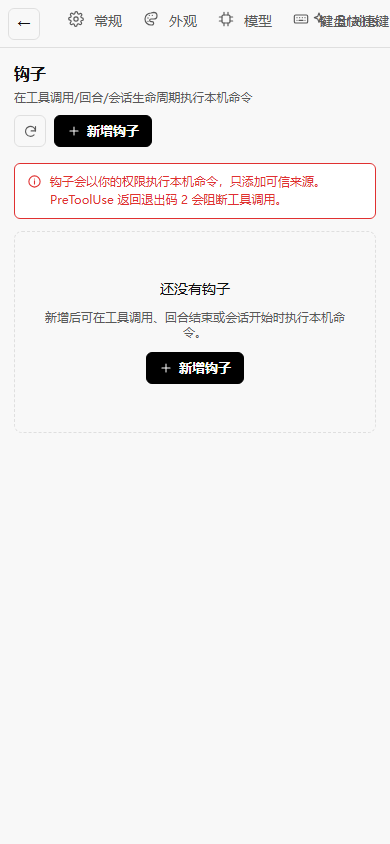 ← 常规 外观 模型
钩子
在工具调用/回合/会话生命周期执行本机命令
+ 新增钩子
钩子会以你的权限执行本机命令，只添加可信来源。
PreToolUse 返回退出码 2 会阻断工具调用。
还没有钩子
新增后可在工具调用、回合结束或会话开始时执行本机命
令。
+ 新增钩子